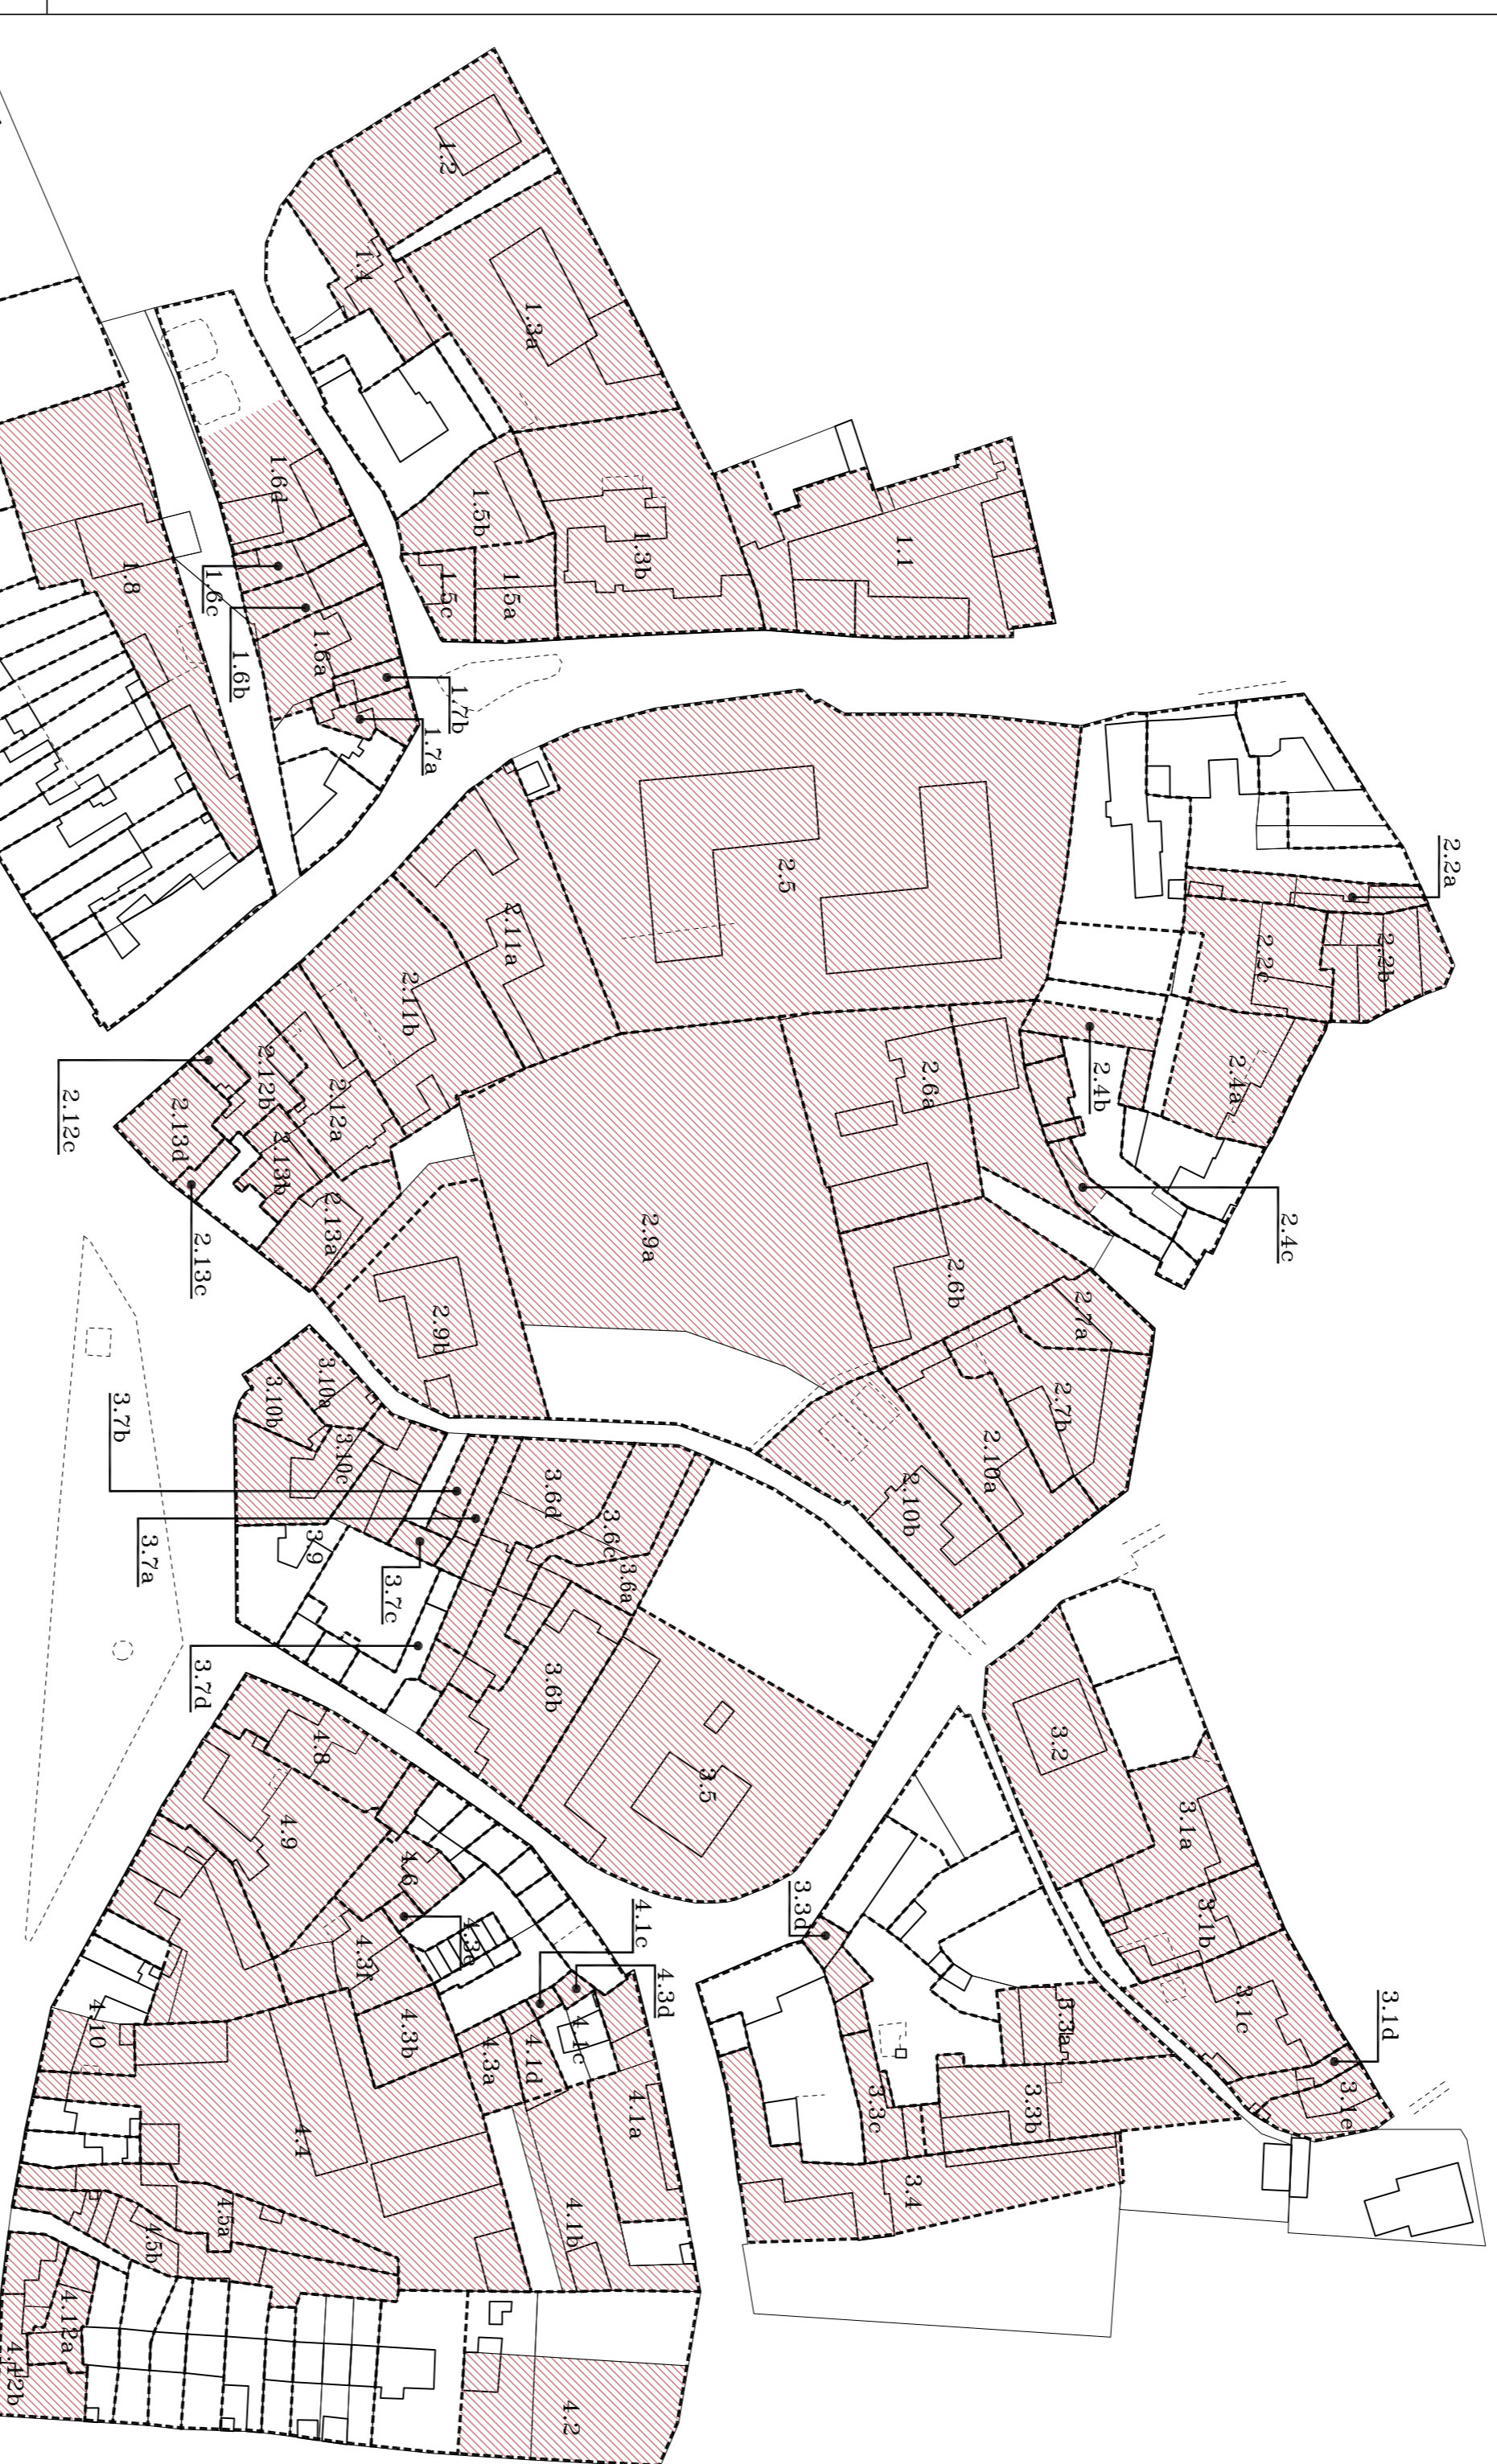 1.2
1.4
1.3a
1.3b
1.1
1.5b
1.5a
1.5c
1.6d
1.6c
1.6b
1.6a
1.7b
1.7a
1.8
2.2a
2.2b
2.2c
2.5
2.4a
2.4b
2.4c
2.6a
2.6b
2.7a
2.7b
2.9a
2.9b
2.10a
2.10b
2.11a
2.11b
2.12a
2.12b
2.12c
2.13d
2.13b
2.13a
2.13c
3.10a
3.10b
3.10c
3.7b
3.7a
3.9
3.7c
3.7d
3.6d
3.6c
3.6a
3.6b
3.5
3.2
3.1a
3.1b
3.1c
3.1d
3.1e
3.3d
3.3a
3.3b
3.3c
3.4
4.8
4.9
4.6
4.3e
4.3f
4.3b
4.3a
4.1c
4.3d
4.1d
4.1c
4.1a
4.1b
4.10
4.4
4.5a
4.5b
4.12a
4.12b
4.2